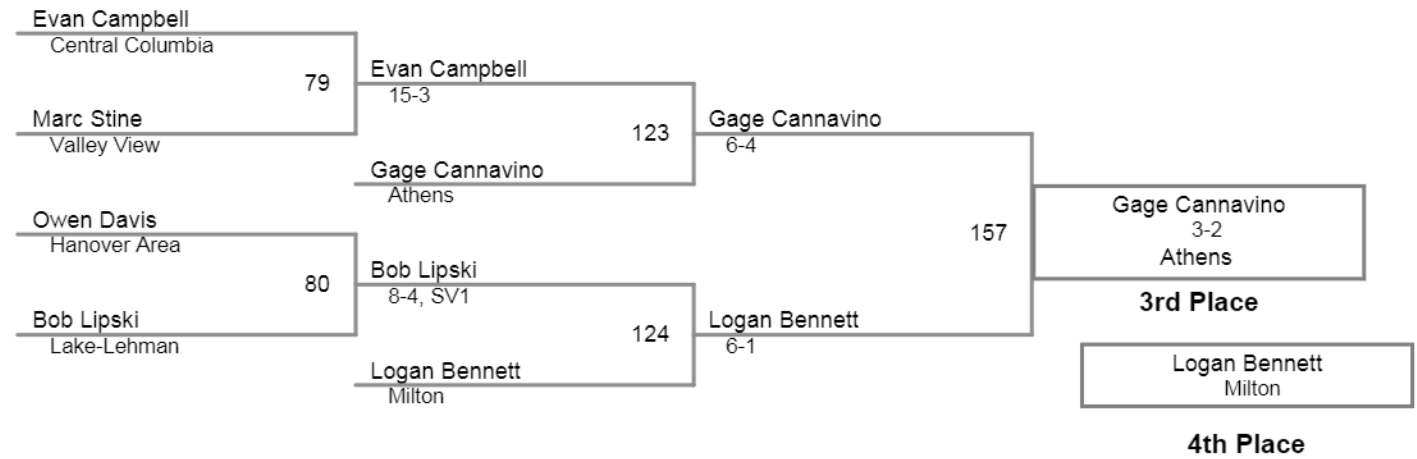 Evan Campbell
Central Columbia
79
Evan Campbell
15-3
Marc Stine
Valley View
123
Gage Cannavino
6-4
Gage Cannavino
Athens
Owen Davis
Hanover Area
157
Gage Cannavino
3-2
Athens
3rd Place
80
Bob Lipski
8-4, SV1
Bob Lipski
Lake-Lehman
124
Logan Bennett
6-1
Logan Bennett
Milton
Logan Bennett
Milton
4th Place